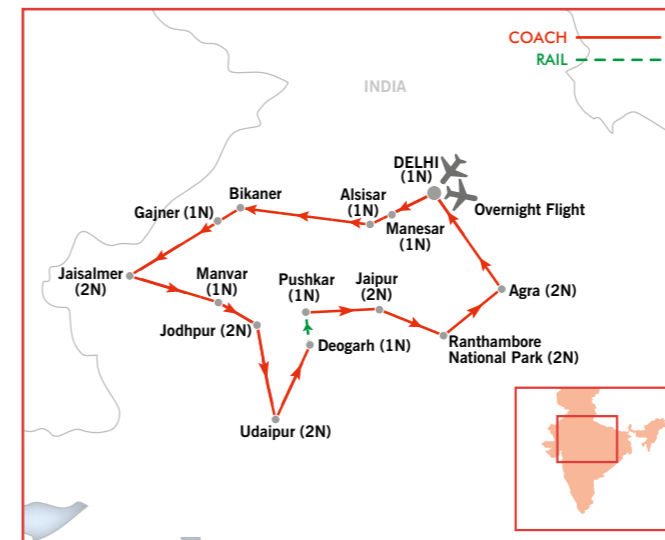 COACH
RAIL
INDIA
DELHI
(1N)
Overnight Flight
Alsisar
(1N)
Manesar
(1N)
Bikaner
Gajner (1N)
Jaisalmer
(2N)
Manvar
(1N)
Jodhpur (2N)
Udaipur (2N)
Deogarh (1N)
Pushkar
(1N)
Jaipur
(2N)
Ranthambore
National Park (2N)
Agra (2N)